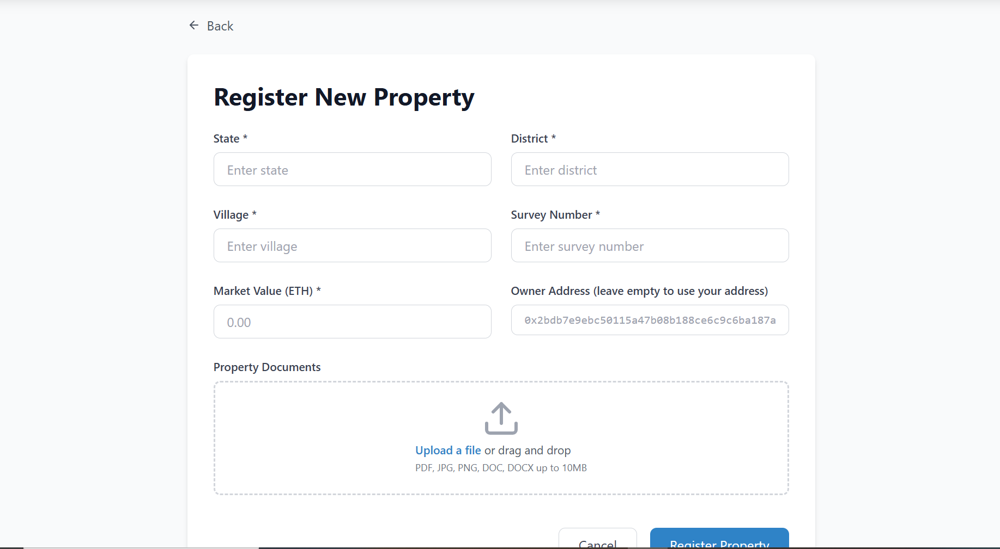 Back
Register New Property
State *
District *
Enter state
Enter district
Village *
Survey Number *
Enter village
Enter survey number
Market Value (ETH) *
Owner Address (leave empty to use your address)
0.00
0x2bdb7e9ebc50115a47b08b188ce6c9c6ba187a
Property Documents
Upload a file or drag and drop
PDF, JPG, PNG, DOC, DOCX up to 10MB
Cancel
Register Property